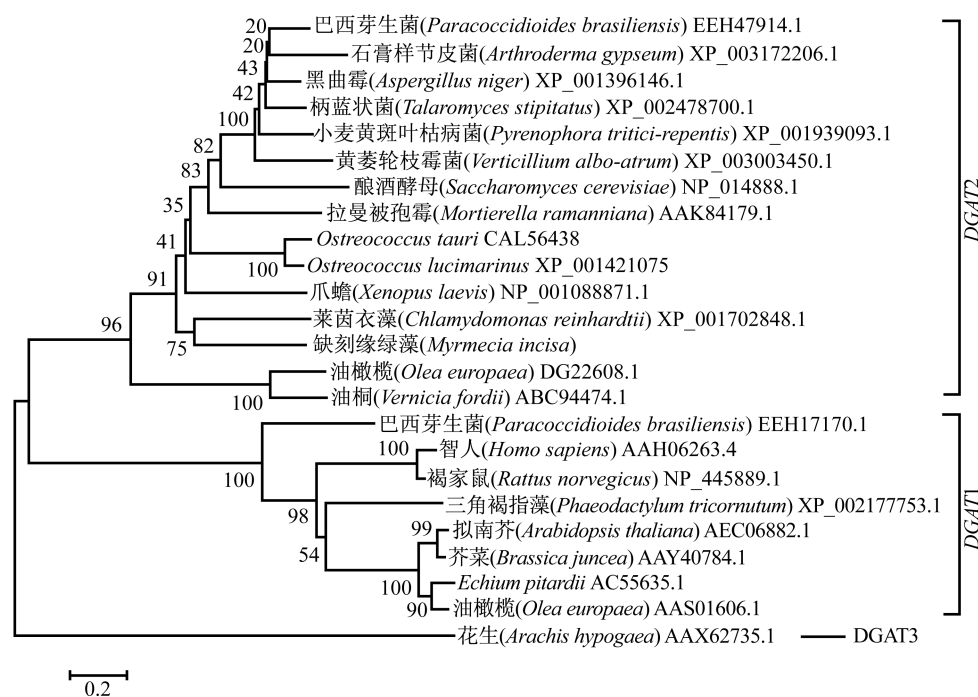 20
巴西芽生菌(Paracoccidioides brasiliensis) EEH47914.1
20
石膏样节皮菌(Arthroderma gypseum) XP_003172206.1
43
黑曲霉(Aspergillus niger) XP_001396146.1
42
柄蓝状菌(Talaromyces stipitatus) XP_002478700.1
100
小麦黄斑叶枯病菌(Pyrenophora tritici-repentis) XP_001939093.1
82
黄萎轮枝霉菌(Verticillium albo-atrum) XP_003003450.1
83
酿酒酵母(Saccharomyces cerevisiae) NP_014888.1
35
拉曼被孢霉(Mortierella ramanniana) AAK84179.1
41
Ostreococcus tauri CAL56438
100
Ostreococcus lucimarinus XP_001421075
91
爪蟾(Xenopus laevis) NP_001088871.1
96
莱茵衣藻(Chlamydomonas reinhardtii) XP_001702848.1
75
缺刻缘绿藻(Myrmecia incisa)
油橄榄(Olea europaea) DG22608.1
100
油桐(Vernicia fordii) ABC94474.1
DGAT2
巴西芽生菌(Paracoccidioides brasiliensis) EEH17170.1
100
智人(Homo sapiens) AAH06263.4
100
褐家鼠(Rattus norvegicus) NP_445889.1
98
三角褐指藻(Phaeodactylum tricornutum) XP_002177753.1
99
拟南芥(Arabidopsis thaliana) AEC06882.1
54
芥菜(Brassica juncea) AAY40784.1
100
Echium pitardii AC55635.1
90
油橄榄(Olea europaea) AAS01606.1
DGAT1
花生(Arachis hypogaea) AAX62735.1
DGAT3
0.2